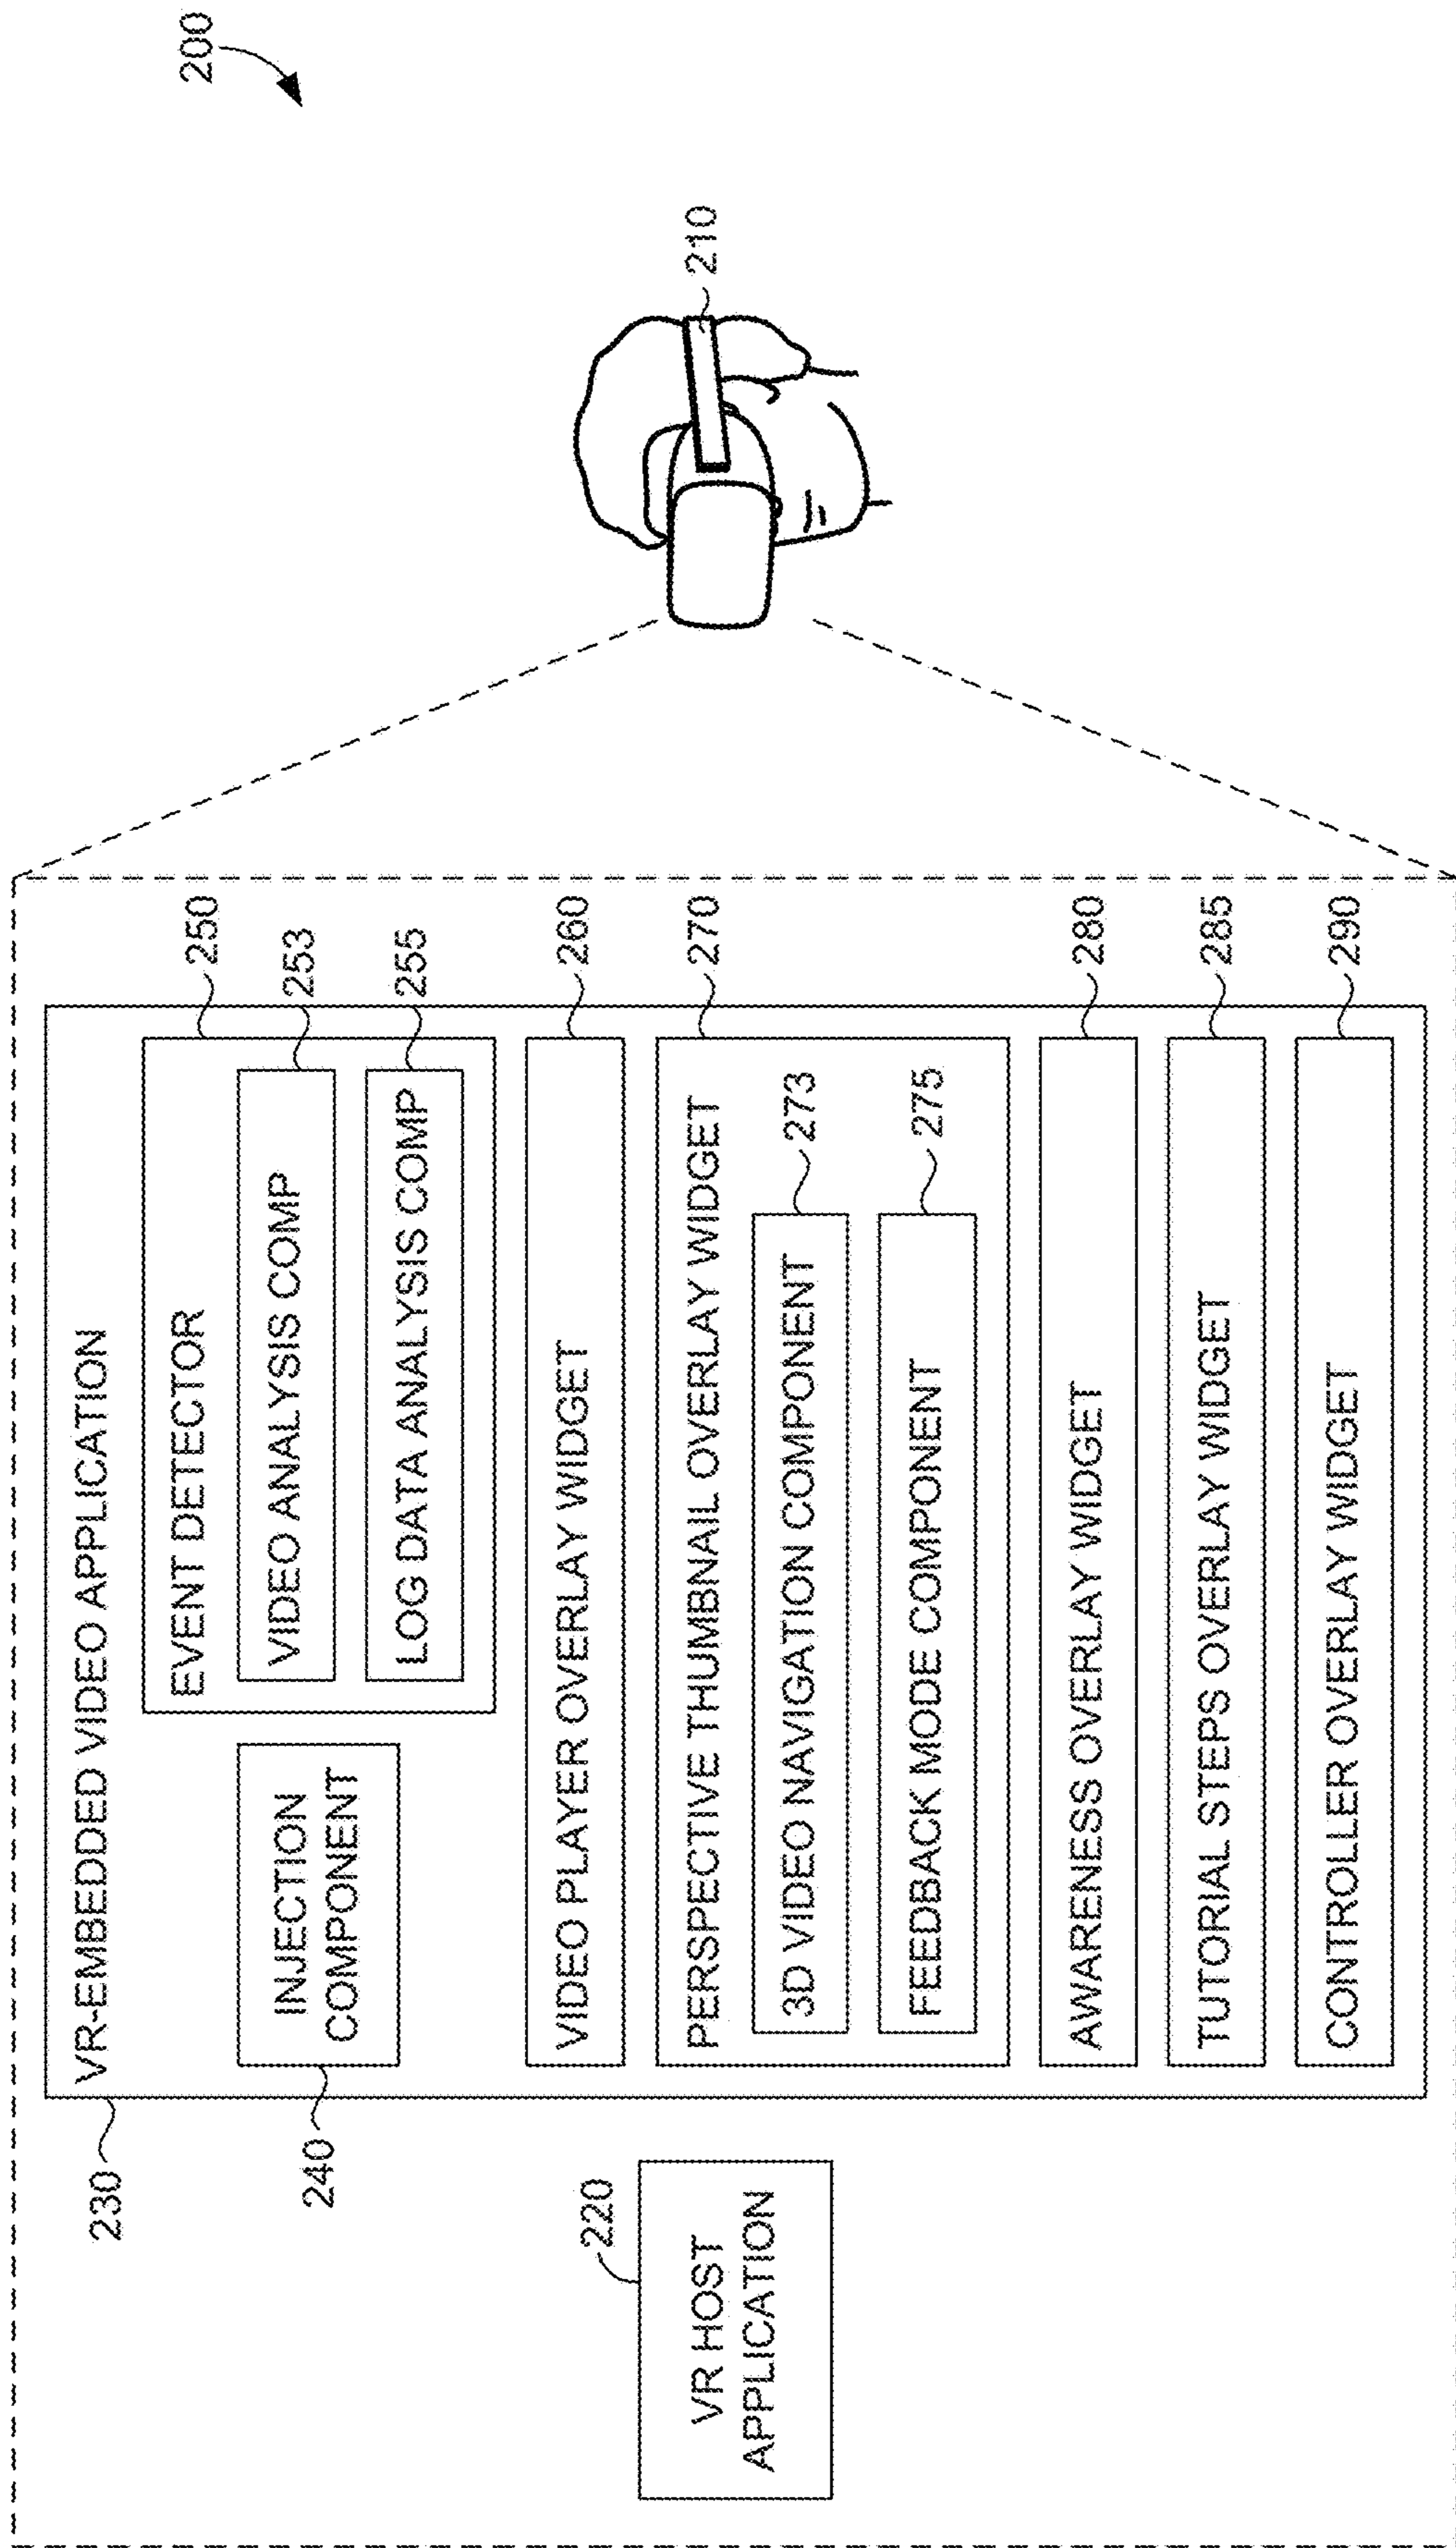 200
210
VR-EMBEDDED VIDEO APPLICATION
230
INJECTION
COMPONENT
240
EVENT DETECTOR
250
VIDEO ANALYSIS COMP
253
LOG DATA ANALYSIS COMP
255
VIDEO PLAYER OVERLAY WIDGET
260
PERSPECTIVE THUMBNAIL OVERLAY WIDGET
270
3D VIDEO NAVIGATION COMPONENT
273
FEEDBACK MODE COMPONENT
275
AWARENESS OVERLAY WIDGET
280
TUTORIAL STEPS OVERLAY WIDGET
285
CONTROLLER OVERLAY WIDGET
290
220
VR HOST
APPLICATION